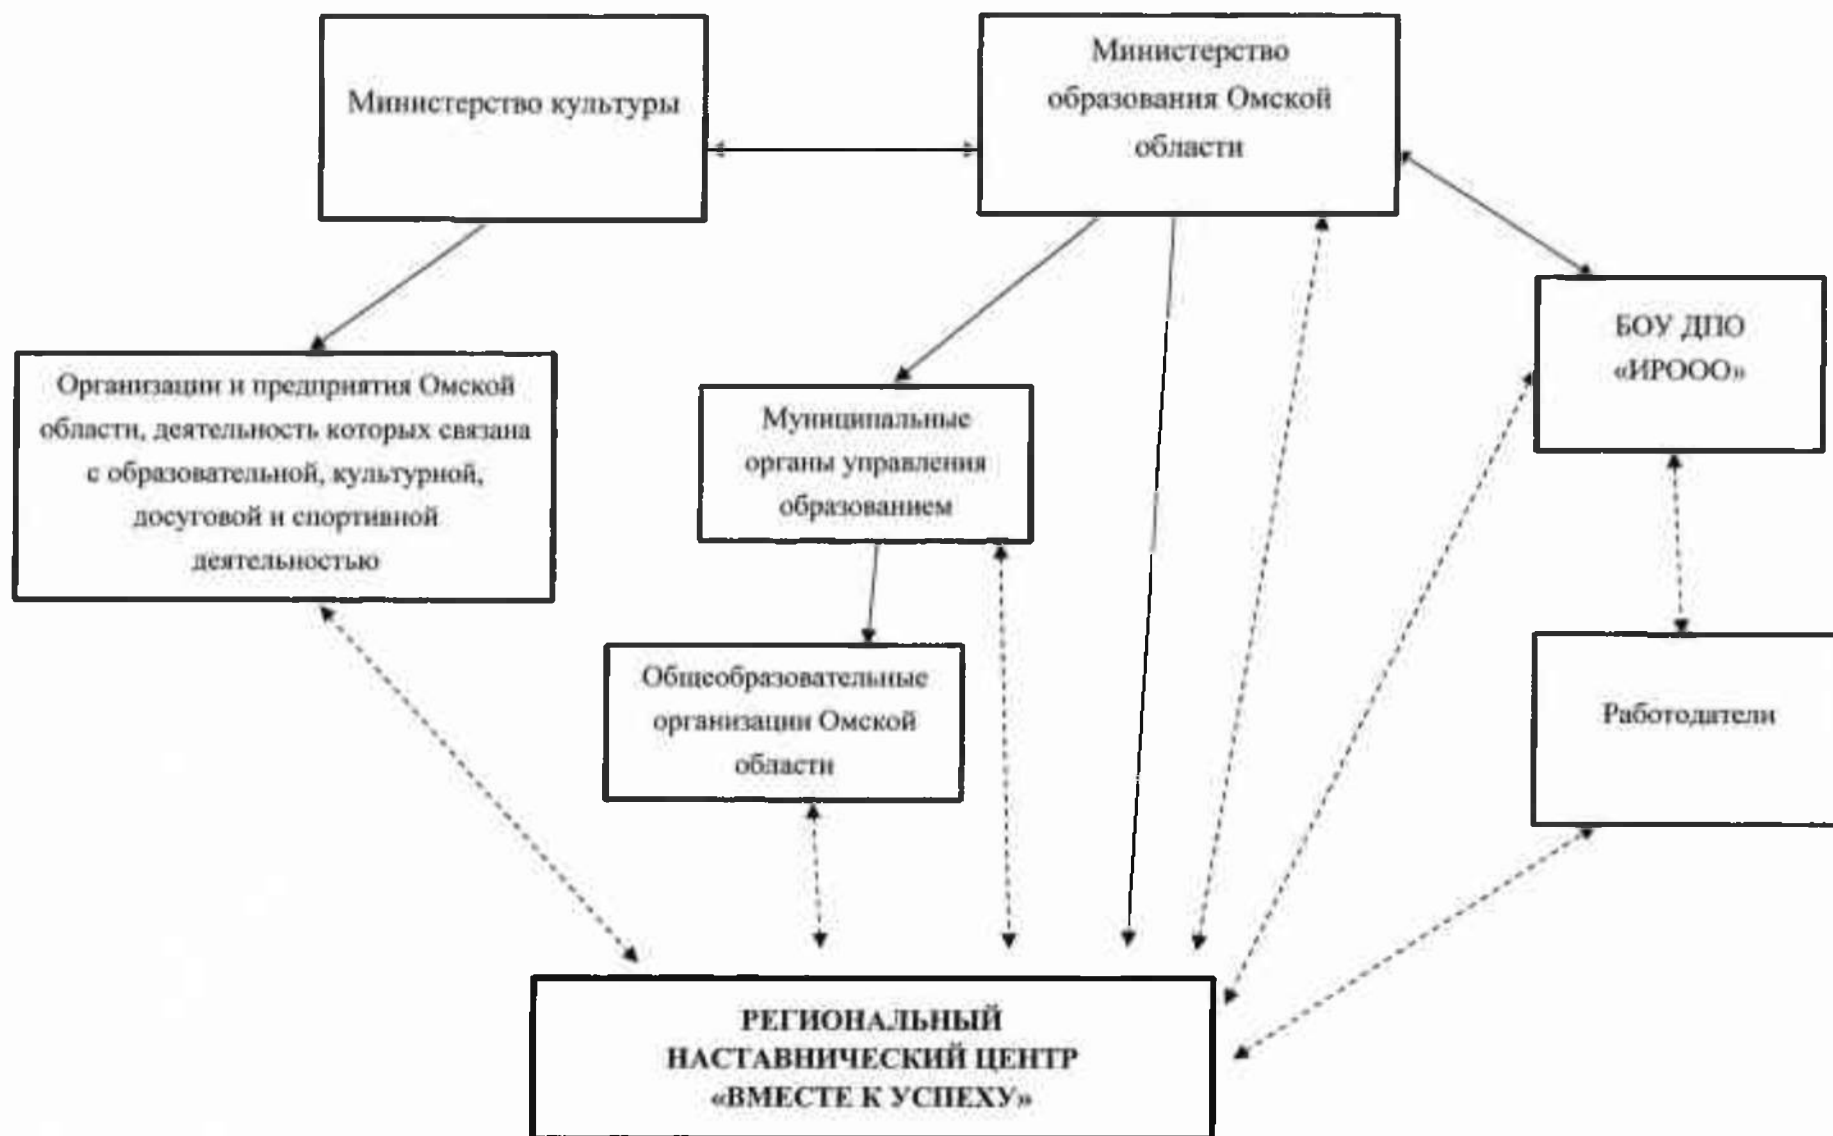 Министерство культуры
Министерство
образования Омской
области
БОУ ДПО
«ИРООО»
Организации и предприятия Омской
области, деятельность которых связана
с образовательной, культурной,
досуговой и спортивной
деятельностью
Муниципальные
органы управления
образованием
Общеобразовательные
организации Омской
области
Работодатели
РЕГИОНАЛЬНЫЙ
НАСТАВНИЧЕСКИЙ ЦЕНТР
«ВМЕСТЕ К УСПЕХУ»